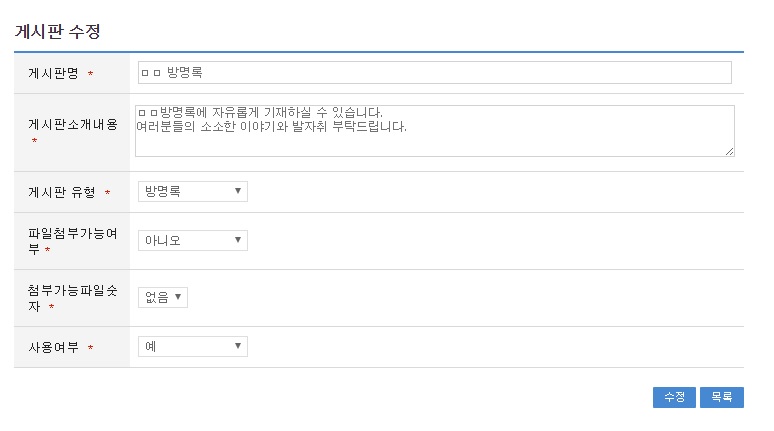 게시판 수정
게시판명 *
ㅁ ㅁ 방명록
게시판소개내용
*
ㅁ ㅁ방명록에 자유롭게 기재하실 수 있습니다.
여러분들의 소소한 이야기와 발자취 부탁드립니다.
게시판 유형 *
방명록
파일첨부가능여
부 *
아니오
첨부가능파일숫
자 *
없음
사용여부 *
예
수정 목록